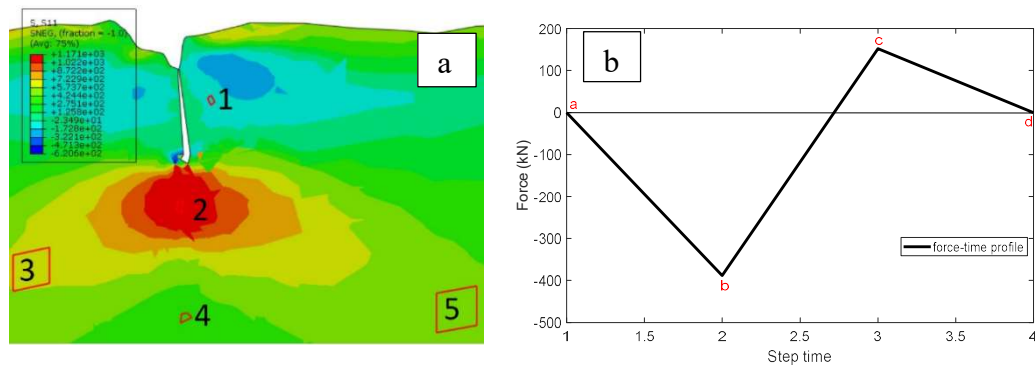 S, S11
SNEG, (fraction = -1.0)
(Avg: 75%)
+1.171e+03
+1.022e+03
+8.722e+02
+7.229e+02
+5.737e+02
+4.244e+02
+2.751e+02
+1.258e+02
-2.349e+01
-1.728e+02
-3.221e+02
-4.713e+02
-6.206e+02
a
1
2
3
4
5
b
200
100
0
-100
-200
-300
-400
-500
Force (kN)
a
b
c
d
force-time profile
1
1.5
2
2.5
3
3.5
4
Step time